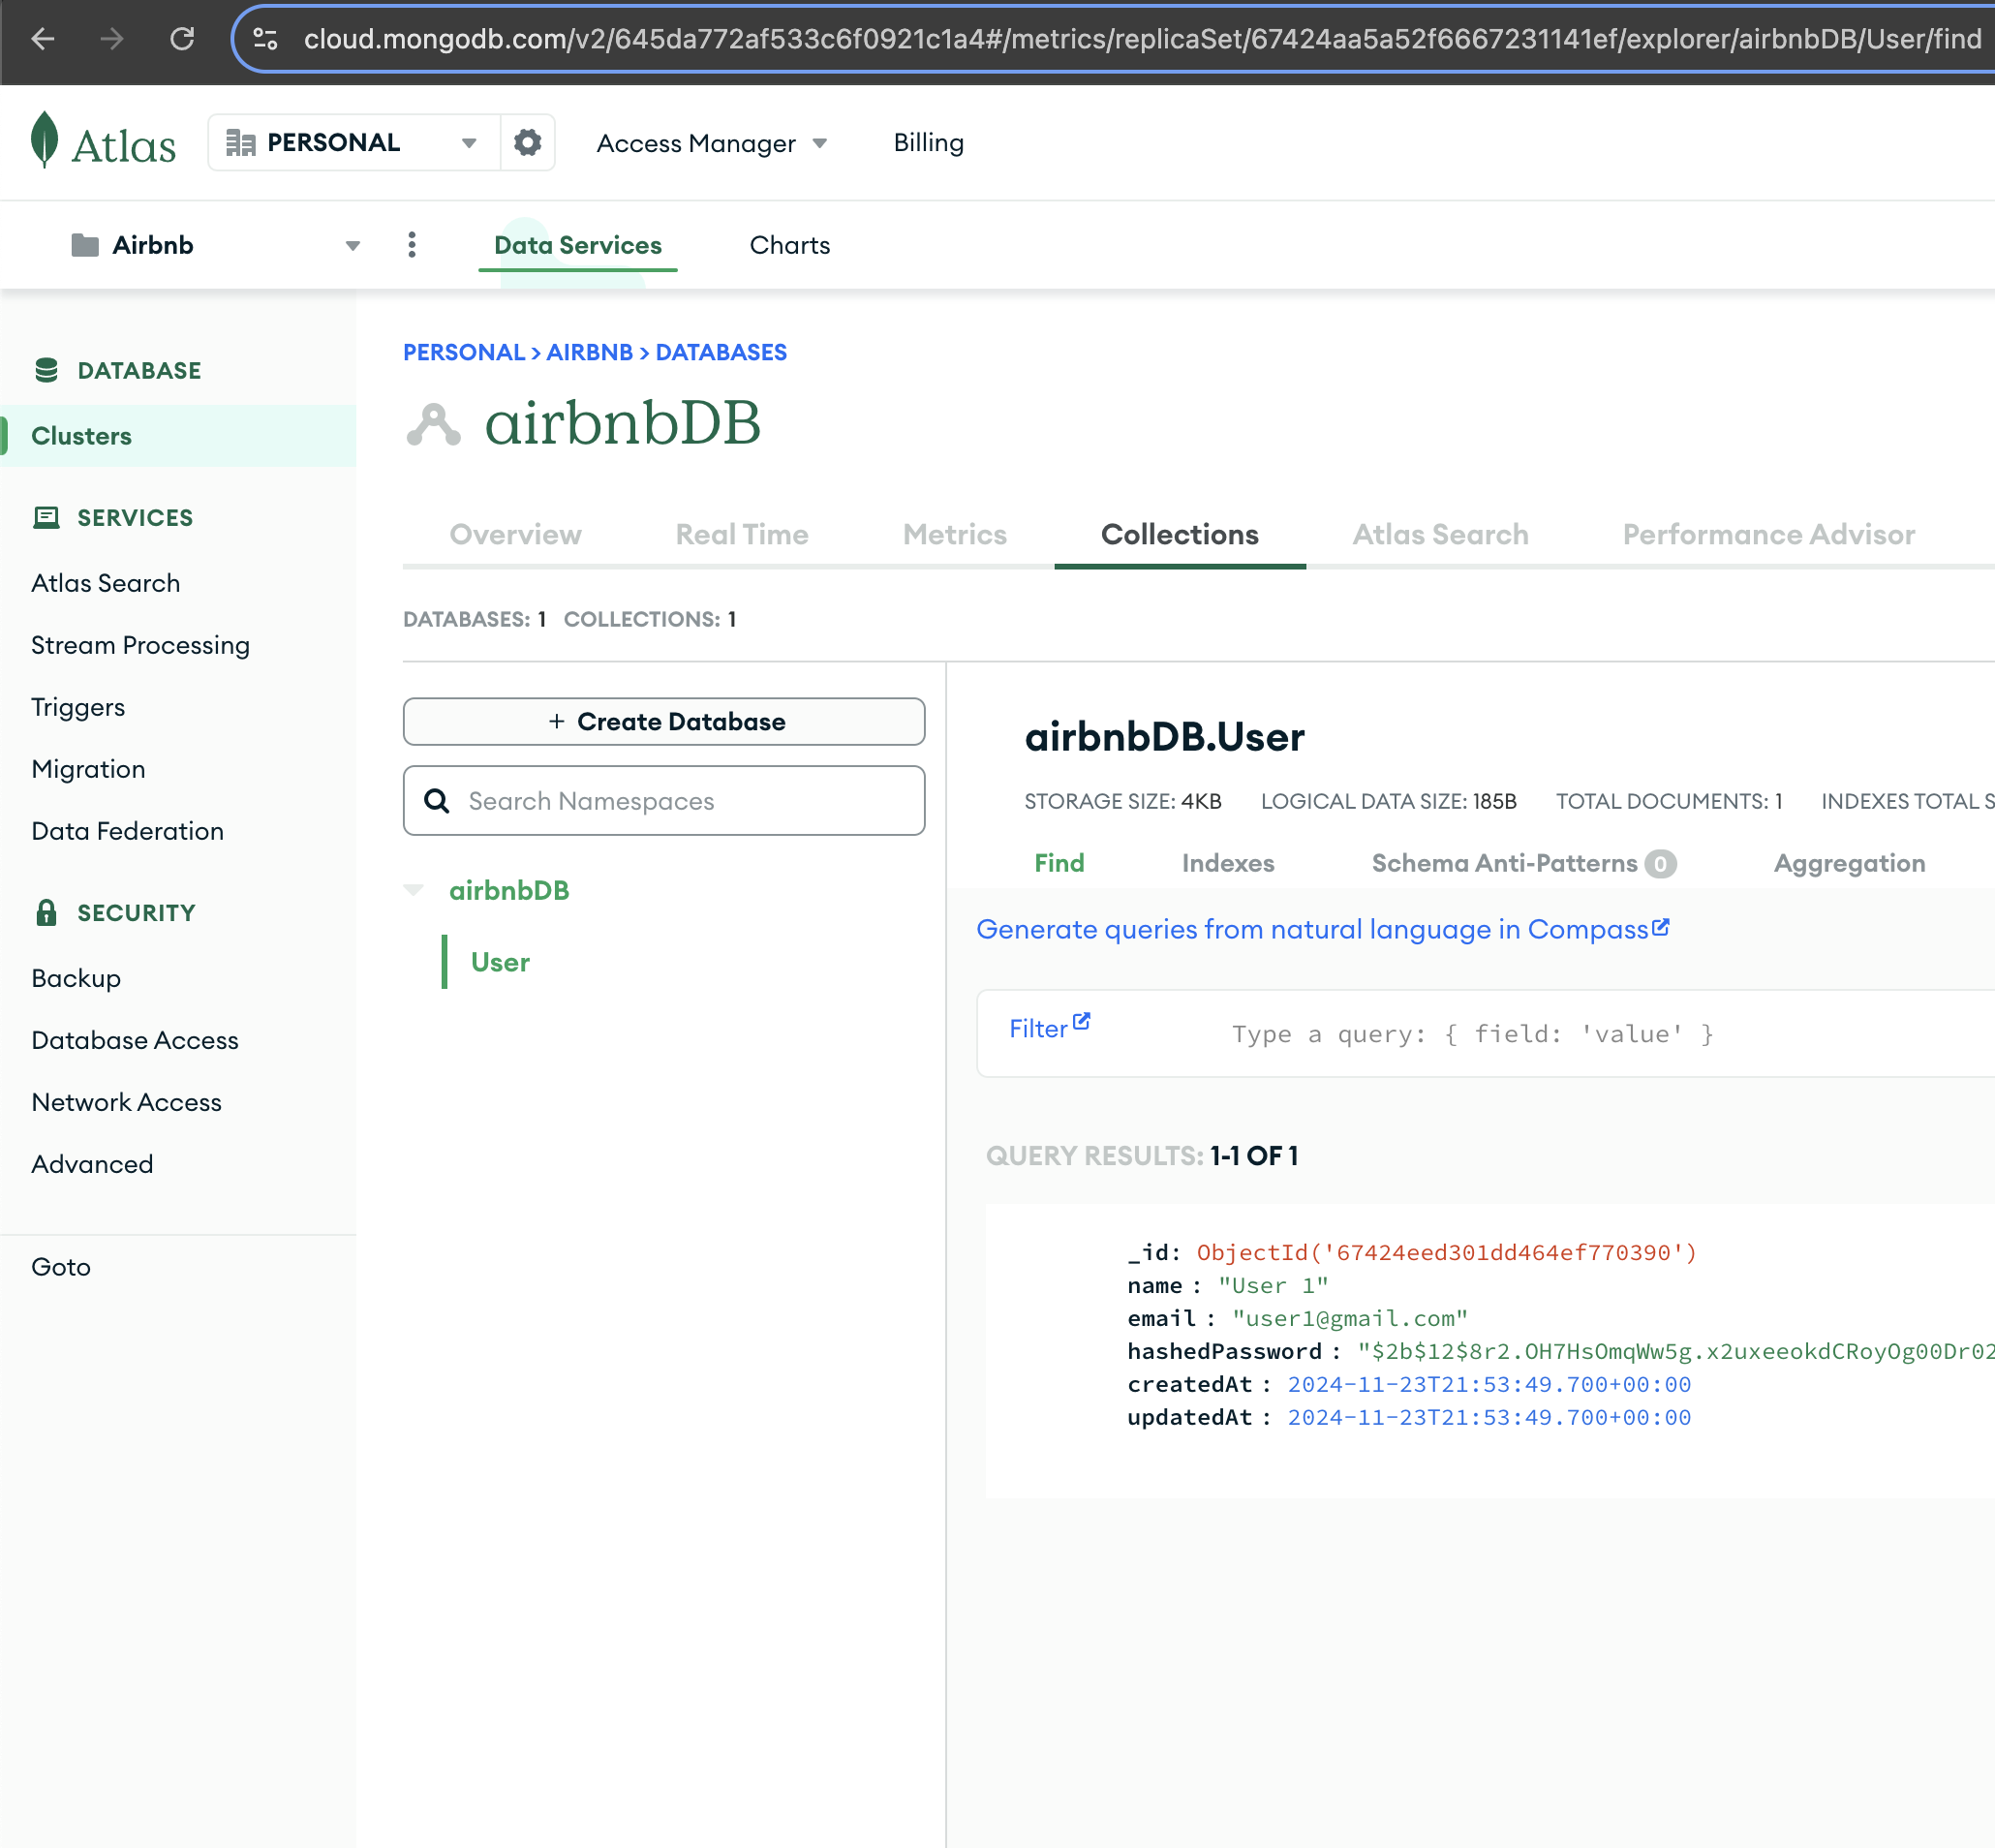 cloud.mongodb.com/v2/645da772af533c6f0921c1a4#/metrics/replicaSet/67424aa5a52f6667231141ef/explorer/airbnbDB/User/find
Atlas
PERSONAL
Access Manager
Billing
Airbnb
Data Services
Charts
DATABASE
Clusters
SERVICES
Atlas Search
Stream Processing
Triggers
Migration
Data Federation
SECURITY
Backup
Database Access
Network Access
Advanced
Goto
PERSONAL > AIRBNB > DATABASES
airbnbDB
Overview Real Time Metrics Collections Atlas Search Performance Advisor
DATABASES: 1 COLLECTIONS: 1
+ Create Database
Search Namespaces
airbnbDB
User
airbnbDB.User
STORAGE SIZE: 4KB LOGICAL DATA SIZE: 185B TOTAL DOCUMENTS: 1 INDEXES TOTAL S
Find Indexes Schema Anti-Patterns 0 Aggregation
Generate queries from natural language in Compass
Filter Type a query: { field: 'value' }
QUERY RESULTS: 1-1 OF 1
_id: ObjectId('67424eed301dd464ef770390')
name : "User 1"
email : "user1@gmail.com"
hashedPassword : "$2b$12$8r2.OH7HsOmqWw5g.x2uxeeokdCRoyOg00Dr02
createdAt : 2024-11-23T21:53:49.700+00:00
updatedAt : 2024-11-23T21:53:49.700+00:00